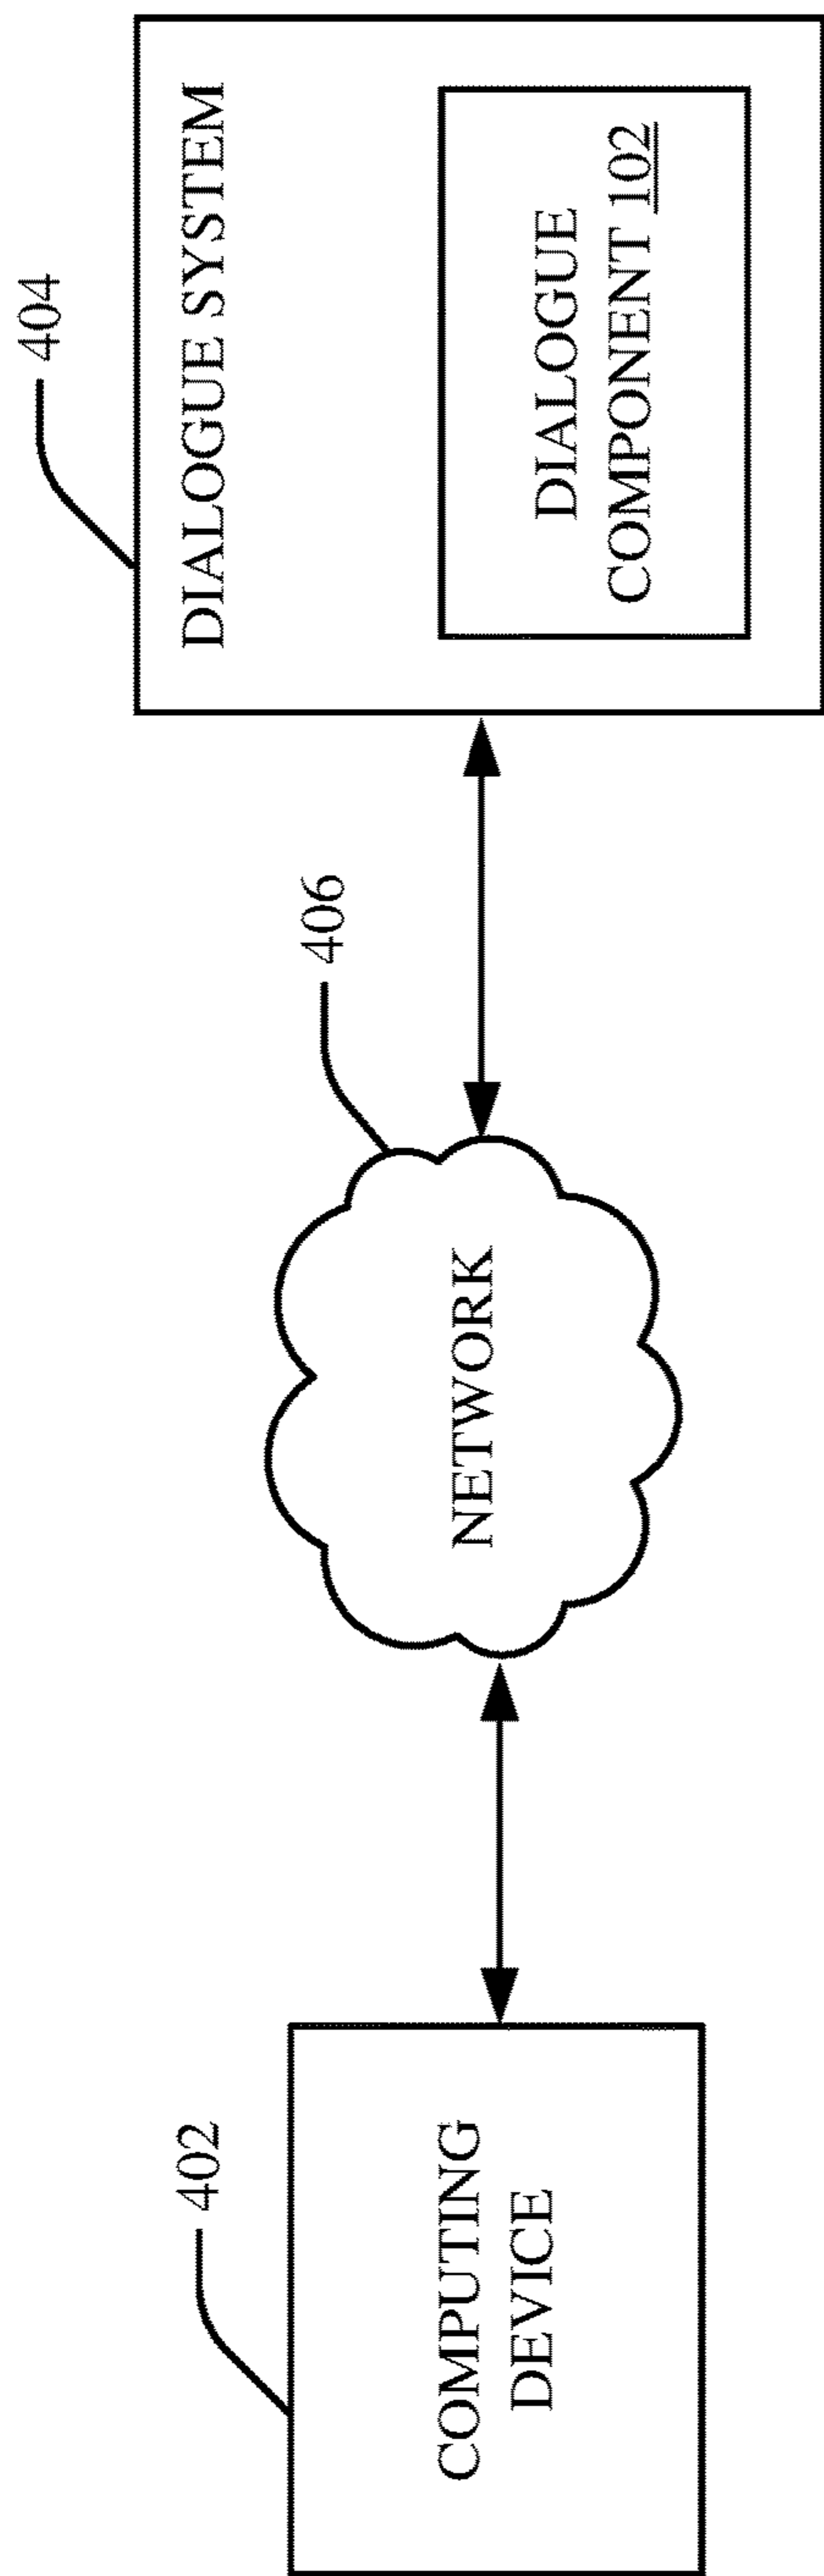 402
COMPUTING
DEVICE
406
NETWORK
404
DIALOGUE SYSTEM
DIALOGUE
COMPONENT 102